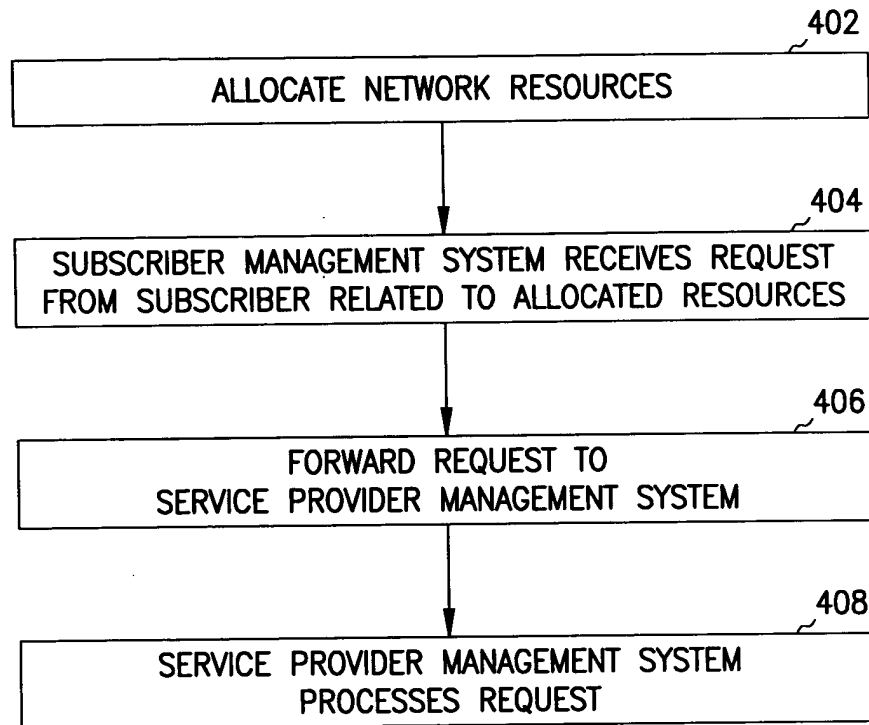 402
ALLOCATE NETWORK RESOURCES
404
SUBSCRIBER MANAGEMENT SYSTEM RECEIVES REQUEST
FROM SUBSCRIBER RELATED TO ALLOCATED RESOURCES
406
FORWARD REQUEST TO
SERVICE PROVIDER MANAGEMENT SYSTEM
408
SERVICE PROVIDER MANAGEMENT SYSTEM
PROCESSES REQUEST